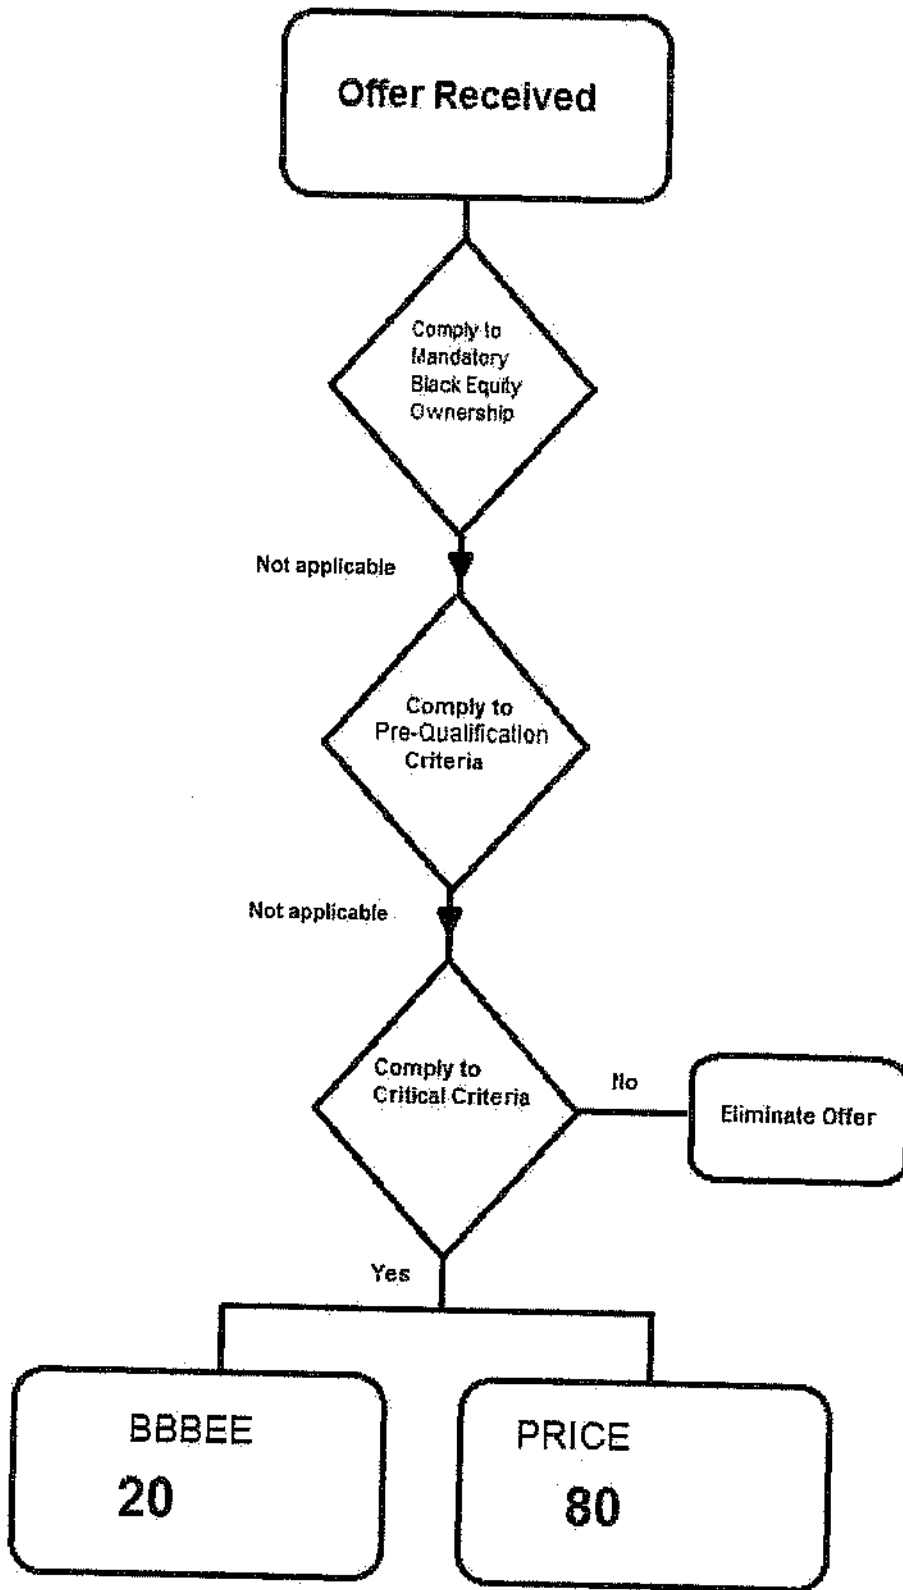 Offer Received
Comply to
Mandatory
Black Equity
Ownership
Not applicable
Comply to
Pre-Qualification
Criteria
Not applicable
Comply to
Critical Criteria
No
Eliminate Offer
Yes
BBBEE
20
PRICE
80